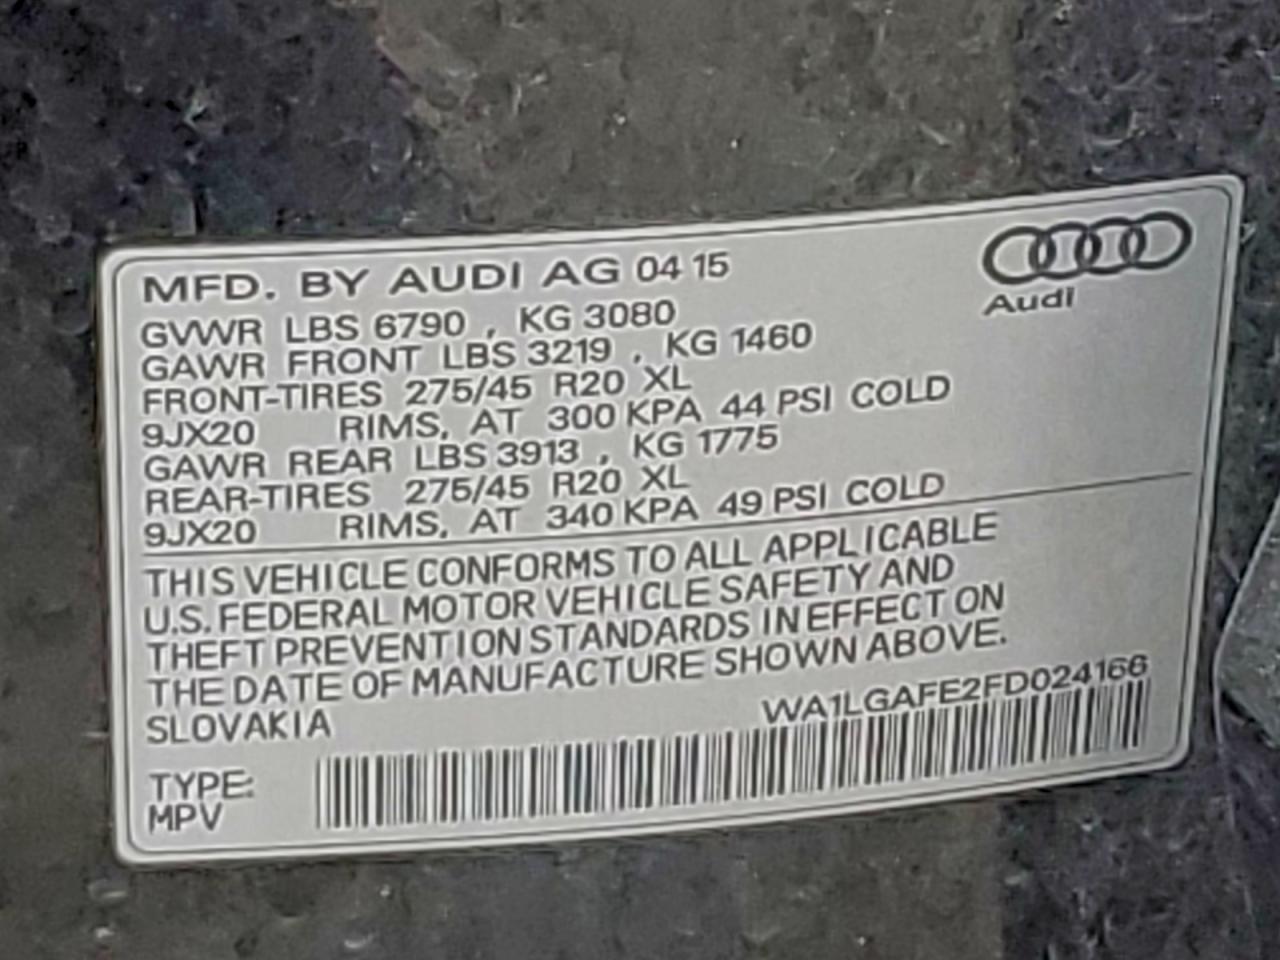 MFD. BY AUDI AG 04 15
Audi
GVWR LBS 6790 , KG 3080
GAWR FRONT LBS 3219 , KG 1460
FRONT-TIRES 275/45 R20 XL
9JX20 RIMS, AT 300 KPA 44 PSI COLD
GAWR REAR LBS 3913 , KG 1775
REAR-TIRES 275/45 R20 XL
9JX20 RIMS, AT 340 KPA 49 PSI COLD
THIS VEHICLE CONFORMS TO ALL APPLICABLE
U.S. FEDERAL MOTOR VEHICLE SAFETY AND
THEFT PREVENTION STANDARDS IN EFFECT ON
THE DATE OF MANUFACTURE SHOWN ABOVE.
SLOVAKIA WA1LGAFE2FD024166
TYPE:
MPV